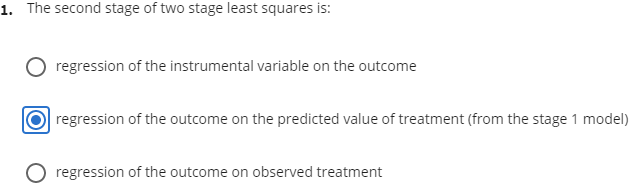 1. The second stage of two stage least squares is:
regression of the instrumental variable on the outcome
regression of the outcome on the predicted value of treatment (from the stage 1 model)
regression of the outcome on observed treatment